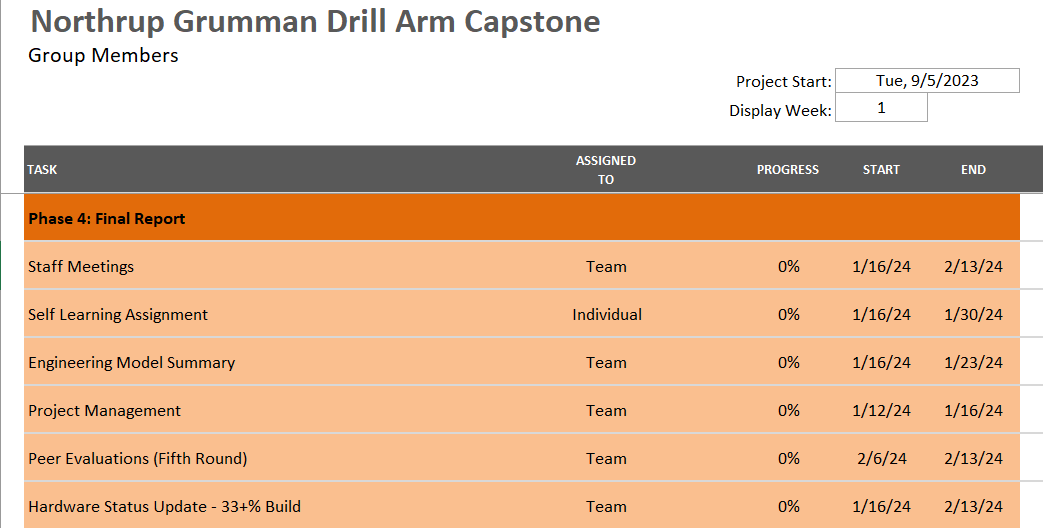 Northrup Grumman Drill Arm Capstone
Group Members
Project Start: Tue, 9/5/2023
Display Week: 1
TASK ASSIGNED TO PROGRESS START END
Phase 4: Final Report
Staff Meetings Team 0% 1/16/24 2/13/24
Self Learning Assignment Individual 0% 1/16/24 1/30/24
Engineering Model Summary Team 0% 1/16/24 1/23/24
Project Management Team 0% 1/12/24 1/16/24
Peer Evaluations (Fifth Round) Team 0% 2/6/24 2/13/24
Hardware Status Update - 33+% Build Team 0% 1/16/24 2/13/24